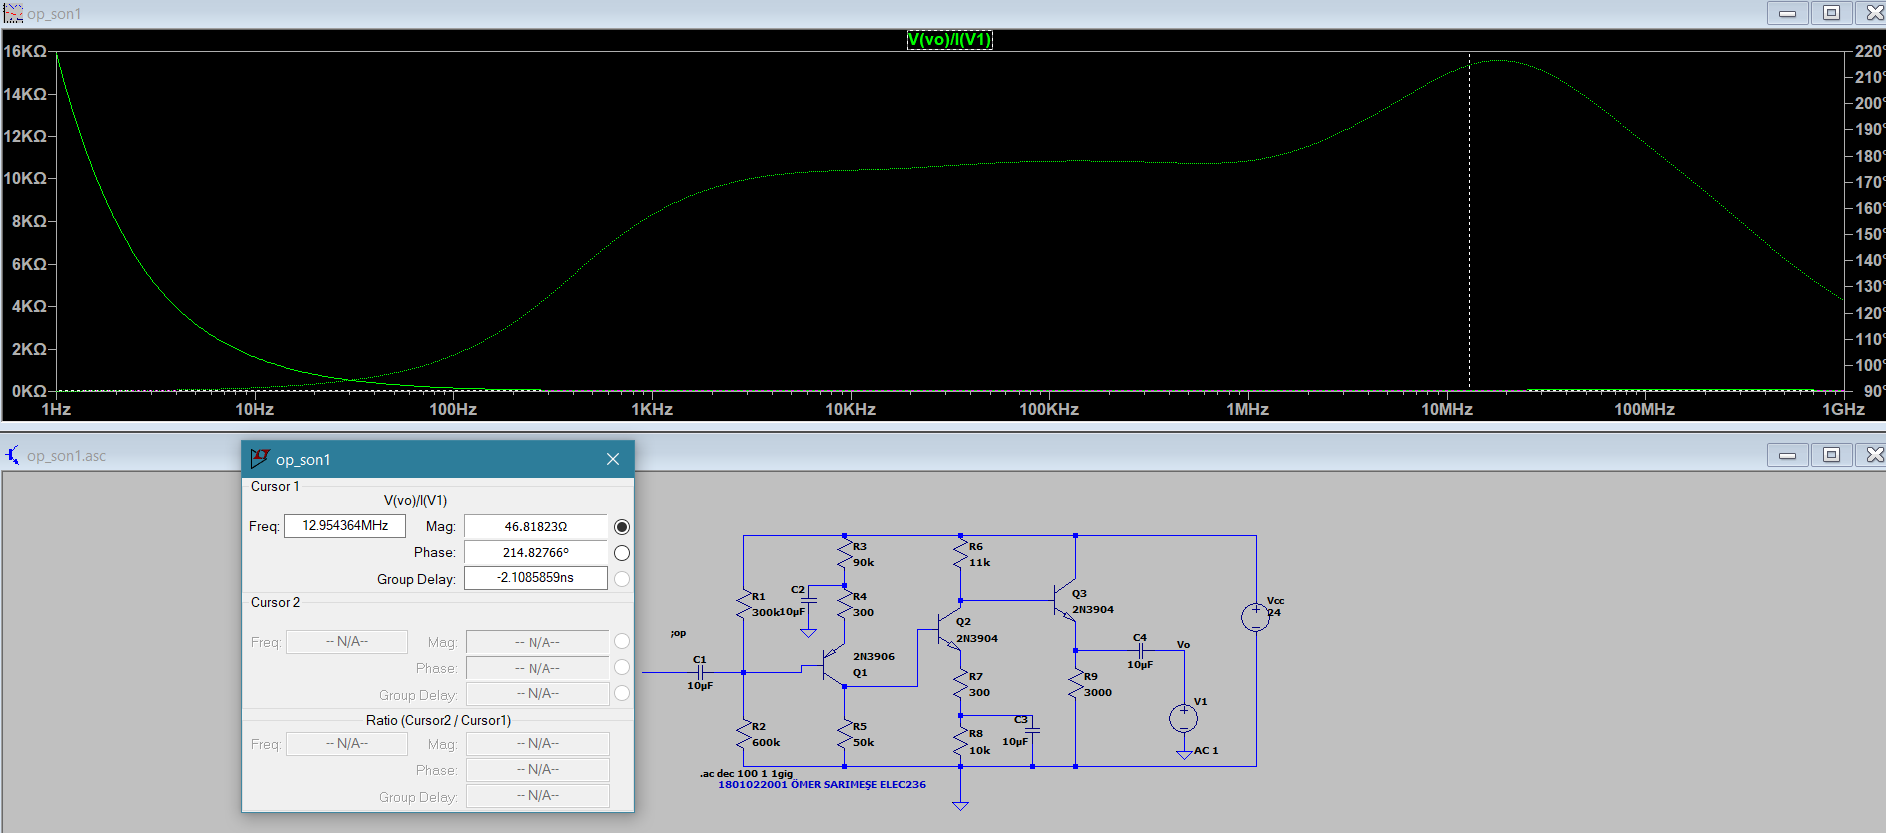 op_son1
V(vo)/I(V1)
16KΩ
14KΩ
12KΩ
10KΩ
8KΩ
6KΩ
4KΩ
2KΩ
0KΩ
220°
210°
200°
190°
180°
170°
160°
150°
140°
130°
120°
110°
100°
90°
1Hz 10Hz 100Hz 1KHz 10KHz 100KHz 1MHz 10MHz 100MHz 1GHz
op_son1.asc
op_son1
Cursor 1
V(vo)/I(V1)
Freq: 12.954364MHz Mag: 46.81823Ω
Phase: 214.82766°
Group Delay: -2.1085859ns
Cursor 2
Freq: -- N/A-- Mag: -- N/A--
Phase: -- N/A--
Group Delay: -- N/A--
Ratio (Cursor2 / Cursor1)
Freq: -- N/A-- Mag: -- N/A--
Phase: -- N/A--
Group Delay: -- N/A--
R3
90k
R6
11k
C2
10µF
R4
300
R1
300k
Q3
2N3904
Vcc
24
;op
Q2
2N3904
C1
10µF
2N3906
Q1
C4
10µF
Vo
R7
300
R9
3000
V1
AC 1
R2
600k
R5
50k
C3
10µF
R8
10k
.ac dec 100 1 1gig
1801022001 ÖMER SARIMEŞE ELEC236